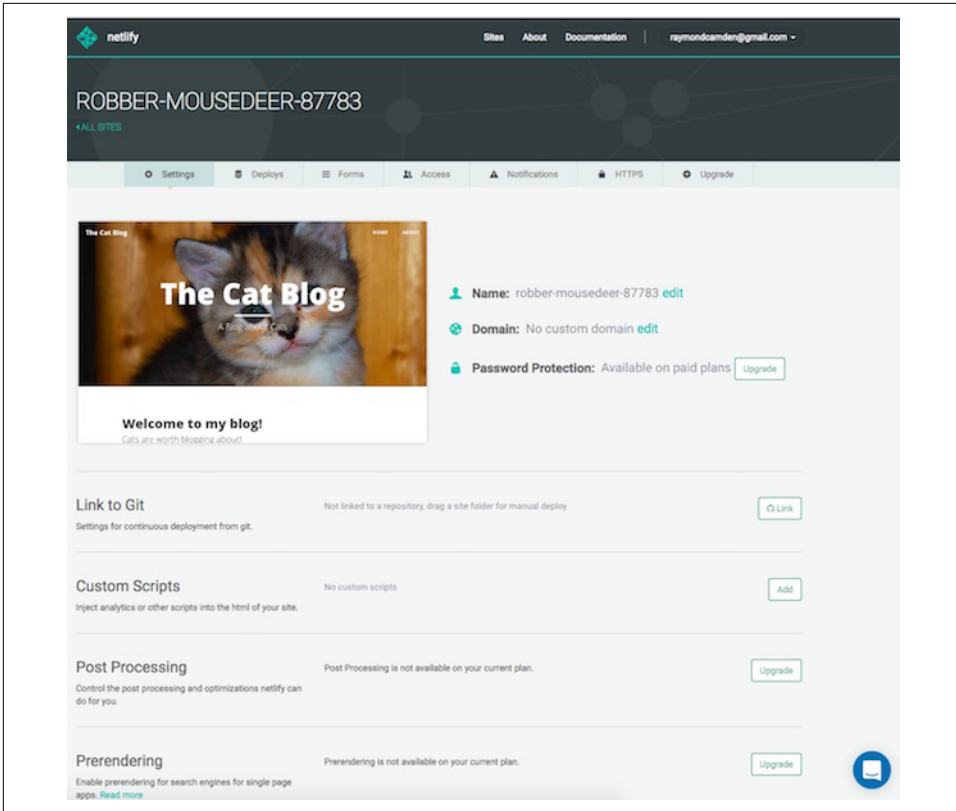 netlify
Sites About Documentation raymondcamden@gmail.com
ROBBER-MOUSEDEER-87783
ALL SITES
Settings Deploys Forms Access Notifications HTTPS Upgrade
The Cat Blog HOME ABOUT
The Cat Blog
A Blog about Cats
Welcome to my blog!
Cats are worth blogging about!
Name: robber-mousedeer-87783 edit
Domain: No custom domain edit
Password Protection: Available on paid plans Upgrade
Link to Git
Settings for continuous deployment from git.
Not linked to a repository, drag a site folder for manual deploy
Link
Custom Scripts
Inject analytics or other scripts into the html of your site.
No custom scripts
Add
Post Processing
Control the post processing and optimizations netlify can
do for you.
Post Processing is not available on your current plan.
Upgrade
Prerendering
Enable prerendering for search engines for single page
apps. Read more
Prerendering is not available on your current plan.
Upgrade